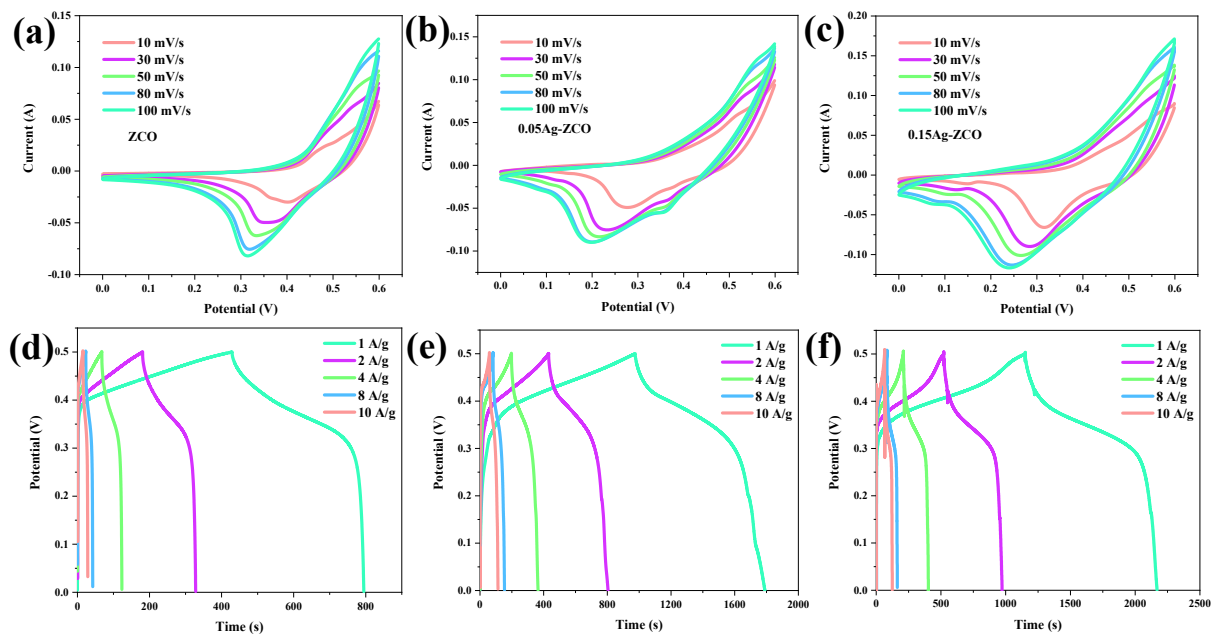 (a)
10 mV/s
30 mV/s
50 mV/s
80 mV/s
100 mV/s
ZCO
Current (A)
0.15
0.10
0.05
0.00
-0.05
-0.10
0.0 0.1 0.2 0.3 0.4 0.5 0.6
Potential (V)
(b)
10 mV/s
30 mV/s
50 mV/s
80 mV/s
100 mV/s
0.05Ag-ZCO
Current (A)
0.15
0.10
0.05
0.00
-0.05
-0.10
0.0 0.1 0.2 0.3 0.4 0.5 0.6
Potential (V)
(c)
10 mV/s
30 mV/s
50 mV/s
80 mV/s
100 mV/s
0.15Ag-ZCO
Current (A)
0.20
0.15
0.10
0.05
0.00
-0.05
-0.10
-0.15
0.0 0.1 0.2 0.3 0.4 0.5 0.6
Potential (V)
(d)
1 A/g
2 A/g
4 A/g
8 A/g
10 A/g
Potential (V)
0.5
0.4
0.3
0.2
0.1
0.0
0 200 400 600 800
Time (s)
(e)
1 A/g
2 A/g
4 A/g
8 A/g
10 A/g
Potential (V)
0.5
0.4
0.3
0.2
0.1
0.0
0 400 800 1200 1600 2000
Time (s)
(f)
1 A/g
2 A/g
4 A/g
8 A/g
10 A/g
Potential (V)
0.5
0.4
0.3
0.2
0.1
0.0
0 500 1000 1500 2000 2500
Time (s)